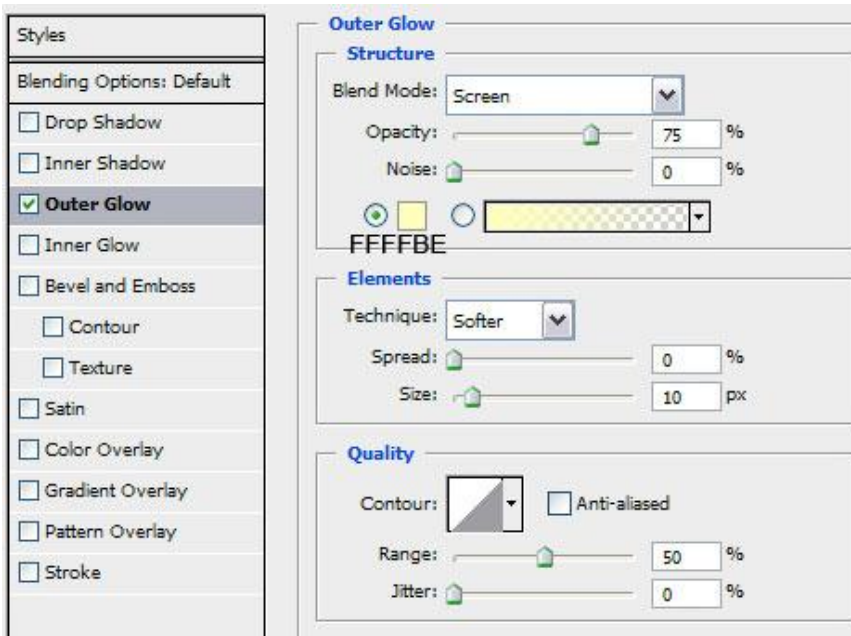 Styles
Blending Options: Default
Drop Shadow
Inner Shadow
Outer Glow
Inner Glow
Bevel and Emboss
Contour
Texture
Satin
Color Overlay
Gradient Overlay
Pattern Overlay
Stroke
Outer Glow
Structure
Blend Mode: Screen
Opacity: 75 %
Noise: 0 %
FFFFBE
Elements
Technique: Softer
Spread: 0 %
Size: 10 px
Quality
Contour: Anti-aliased
Range: 50 %
Jitter: 0 %